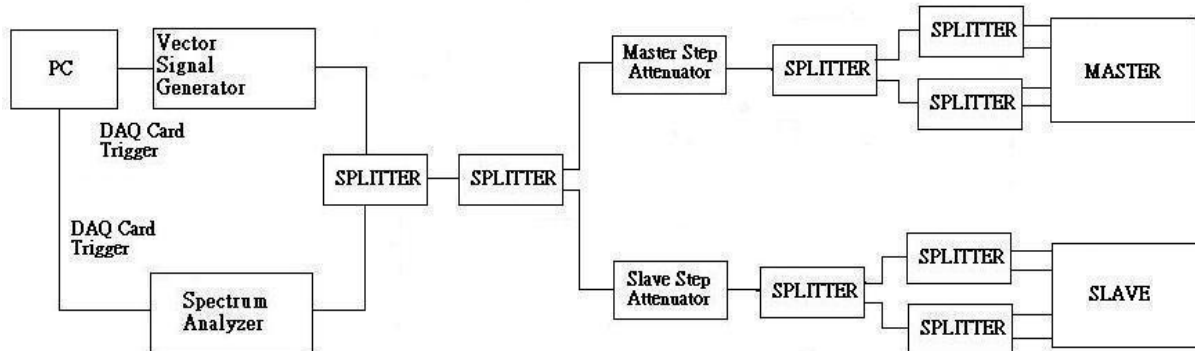 PC
Vector
Signal
Generator
DAQ Card
Trigger
DAQ Card
Trigger
Spectrum
Analyzer
SPLITTER
SPLITTER
Master Step
Attenuator
SPLITTER
SPLITTER
SPLITTER
MASTER
Slave Step
Attenuator
SPLITTER
SPLITTER
SPLITTER
SLAVE